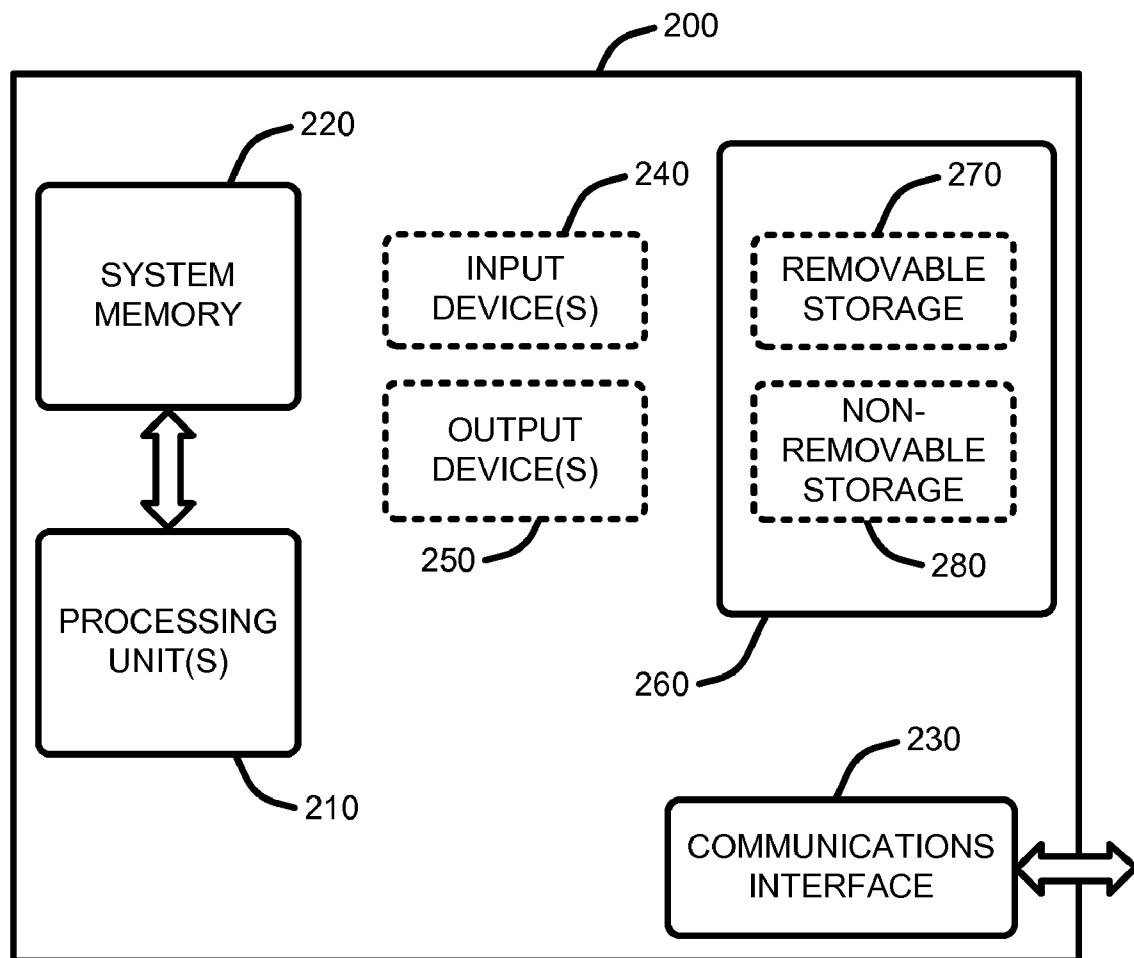 200
220
SYSTEM
MEMORY
240
INPUT
DEVICE(S)
270
REMOVABLE
STORAGE
OUTPUT
DEVICE(S)
250
NON-
REMOVABLE
STORAGE
280
260
PROCESSING
UNIT(S)
210
230
COMMUNICATIONS
INTERFACE